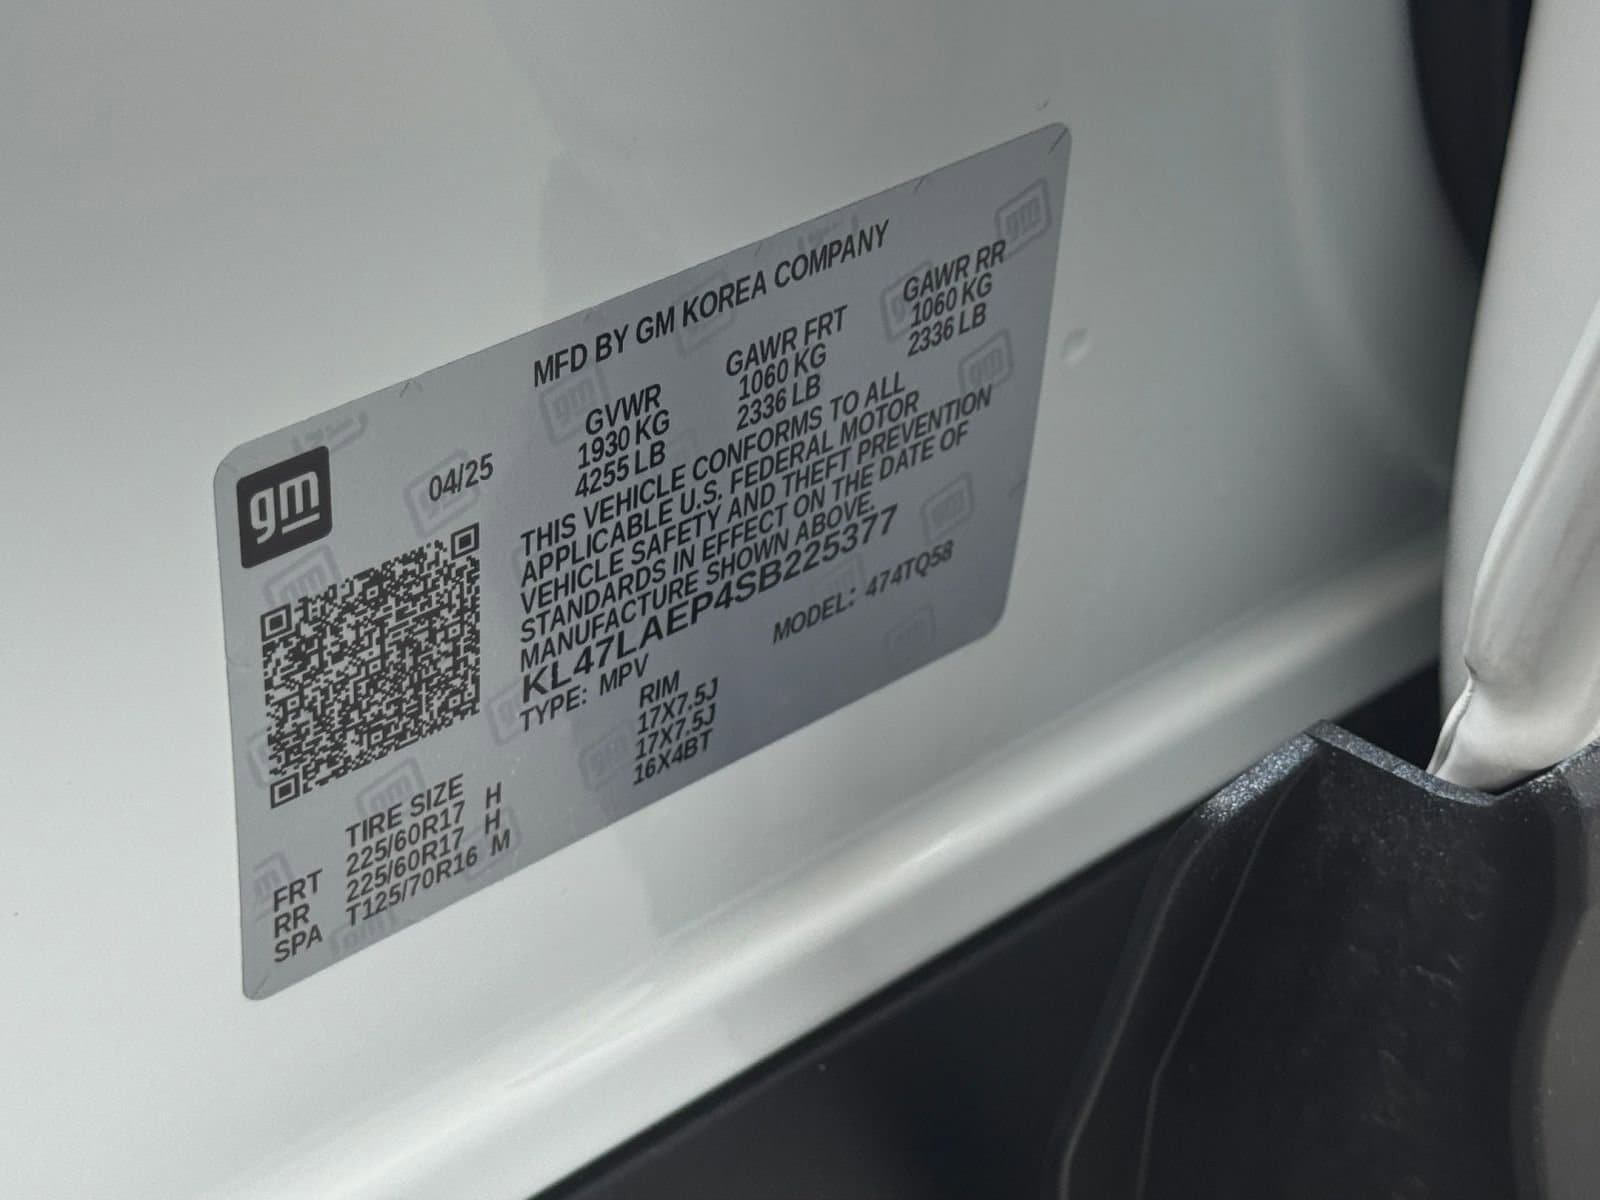 MFD BY GM KOREA COMPANY
gm
04/25
GVWR GAWR FRT GAWR RR
1930 KG 1060 KG 1060 KG
4255 LB 2336 LB 2336 LB
THIS VEHICLE CONFORMS TO ALL
APPLICABLE U.S. FEDERAL MOTOR
VEHICLE SAFETY AND THEFT PREVENTION
STANDARDS IN EFFECT ON THE DATE OF
MANUFACTURE SHOWN ABOVE.
KL47LAEP4SB225377
TYPE: MPV MODEL: 474TQ58
TIRE SIZE RIM
FRT 225/60R17 H 17X7.5J
RR 225/60R17 H 17X7.5J
SPA T125/70R16 M 16X4BT